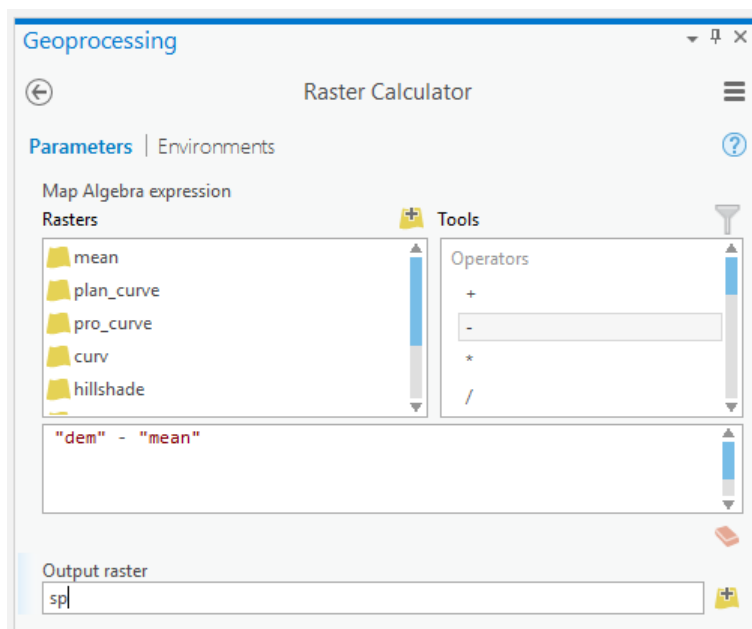 Geoprocessing
Raster Calculator
Parameters | Environments
Map Algebra expression
Rasters
Tools
mean
plan_curve
pro_curve
curv
hillshade
Operators
+
-
*
/
"dem" - "mean"
Output raster
sp